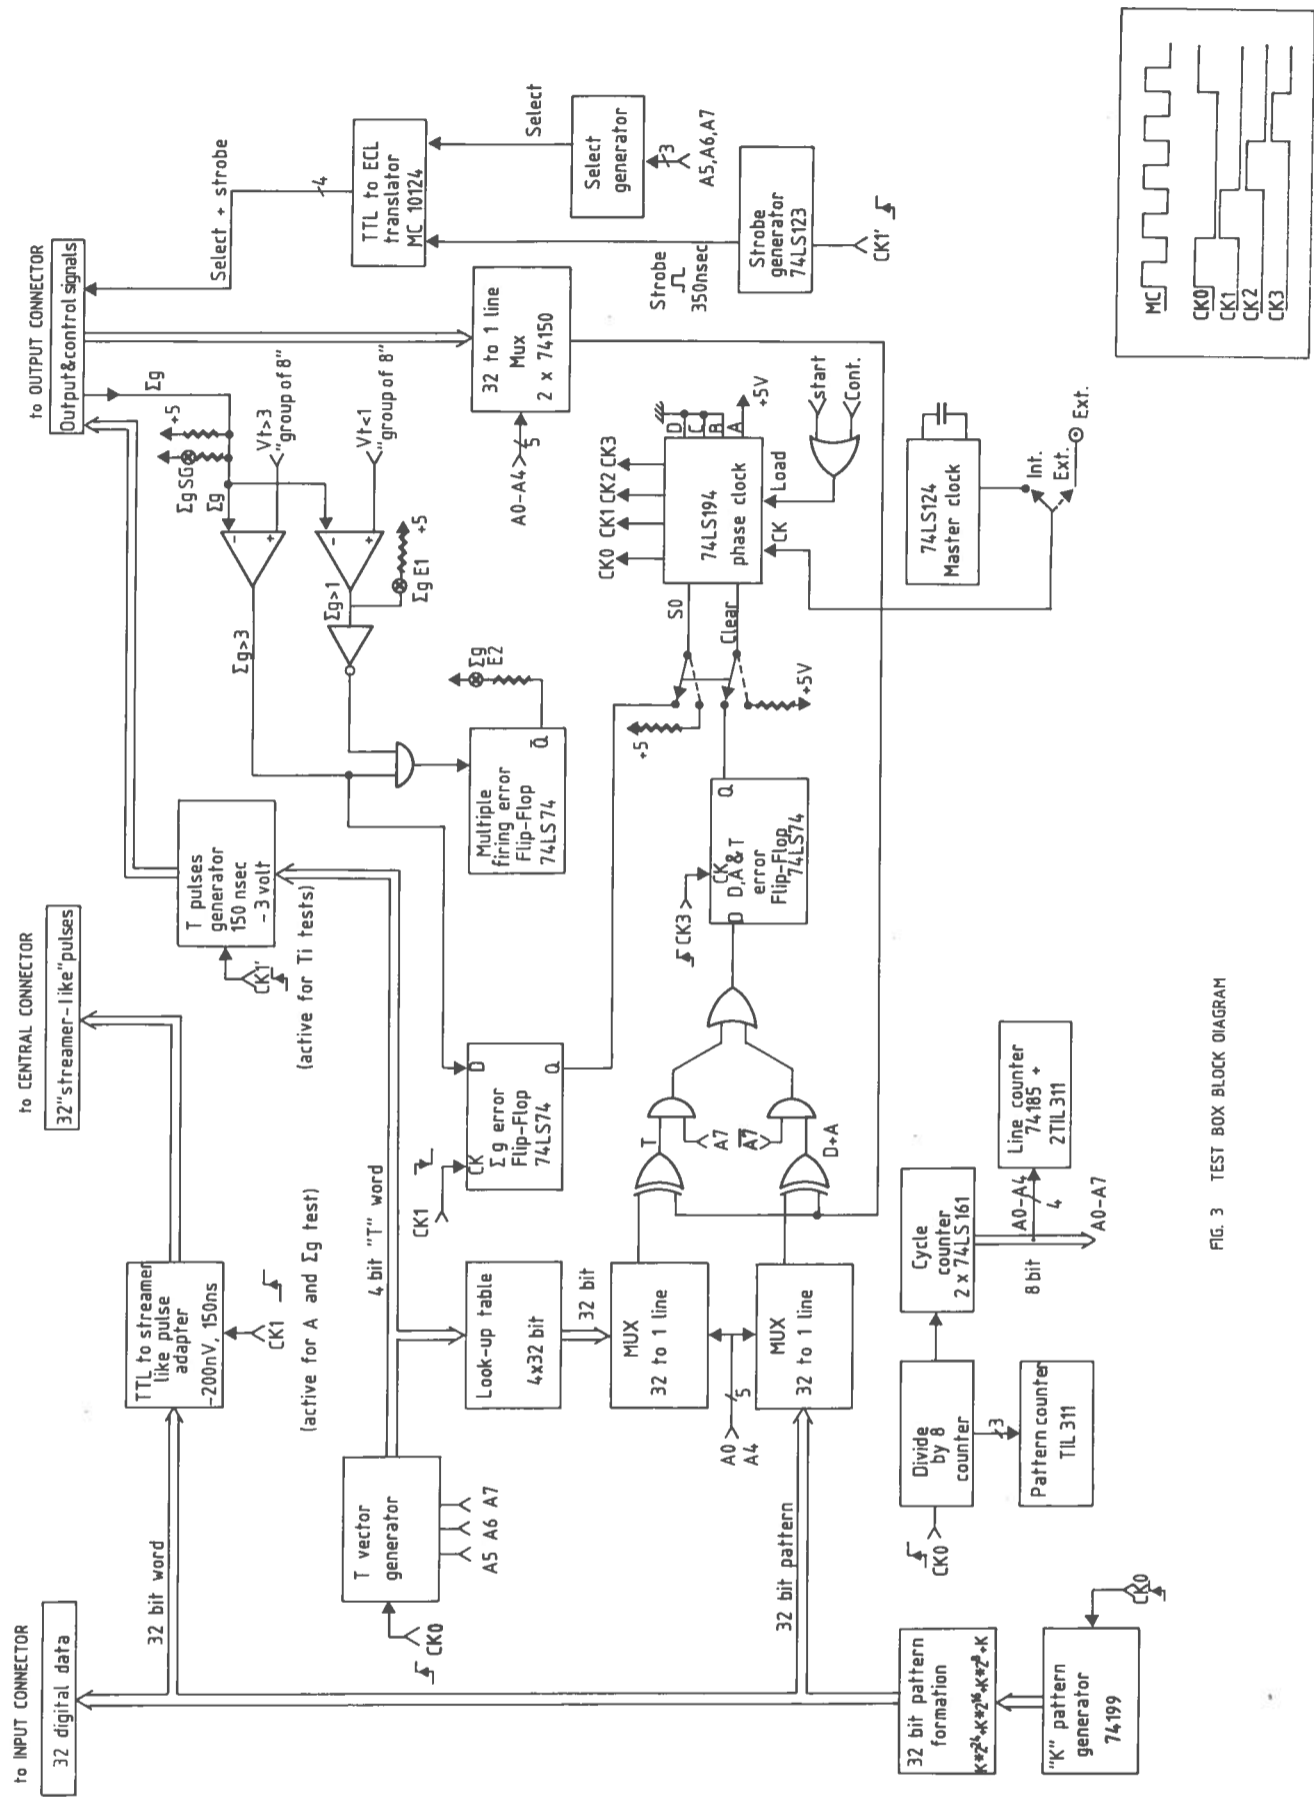 to INPUT CONNECTOR
32 digital data
32 bit word
to CENTRAL CONNECTOR
32"streamer-like"pulses
to OUTPUT CONNECTOR
Output&control signals
TTL to streamer
like pulse
adapter
-200nV, 150ns
CK1
(active for A and Σg test)
T pulses
generator
150 nsec
- 3 volt
CK1'
(active for Ti tests)
Σg
+5
Σg SG
Σg
Vt>3
"group of 8"
Vt<1
"group of 8"
Σg>3
Σg>1
Σg E1
+5
Select + strobe
4
TTL to ECL
translator
MC 10124
Select
Select
generator
3
A5,A6,A7
Strobe
350nsec
Strobe
generator
74LS123
CK1'
T vector
generator
CK0
A5 A6 A7
4 bit "T" word
CK1
CK
D
Σg error
Flip-Flop
74LS74
Q
Multiple
firing error
Flip-Flop
74LS74
Q̅
Σg
E2
32 to 1 line
Mux
2 x 74150
A0-A4
5
Look-up table
4x32 bit
32 bit
MUX
32 to 1 line
A0
A4
5
MUX
32 to 1 line
32 bit pattern
T
A7
A̅7̅
D+A
CK3
D
CK
D,A & T
error
Flip-Flop
74LS74
Q
+5
+5V
S0
Clear
CK0 CK1 CK2 CK3
74LS194
phase clock
D
C
B
A
+5V
Load
CK
start
Cont.
74LS124
Master clock
Int.
Ext.
Ext.
32 bit pattern
formation
K*2²⁴+K*2¹⁶+K*2⁸+K
"K" pattern
generator
74199
CK0
CK0
Divide
by 8
counter
3
Pattern counter
TIL 311
Cycle
counter
2 x 74LS161
8 bit
A0-A4
4
A0-A7
Line counter
74185 +
2TIL311
MC
CK0
CK1
CK2
CK3
FIG. 3 TEST BOX BLOCK DIAGRAM